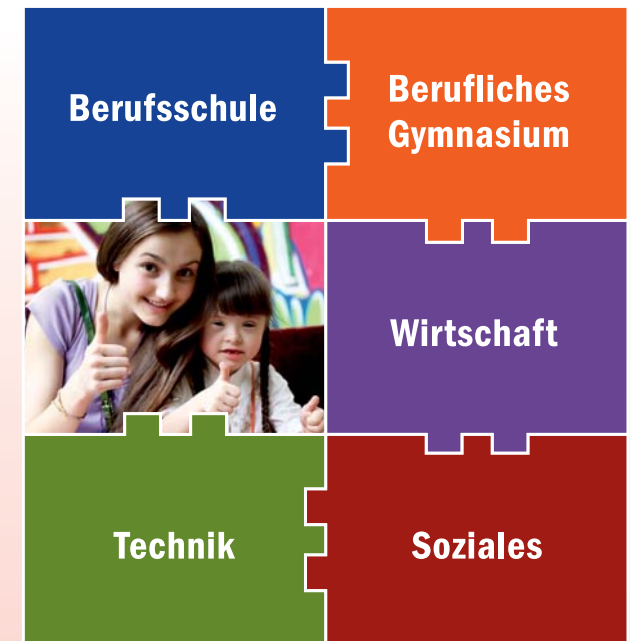 Berufsschule
Berufliches
Gymnasium
Wirtschaft
Technik
Soziales